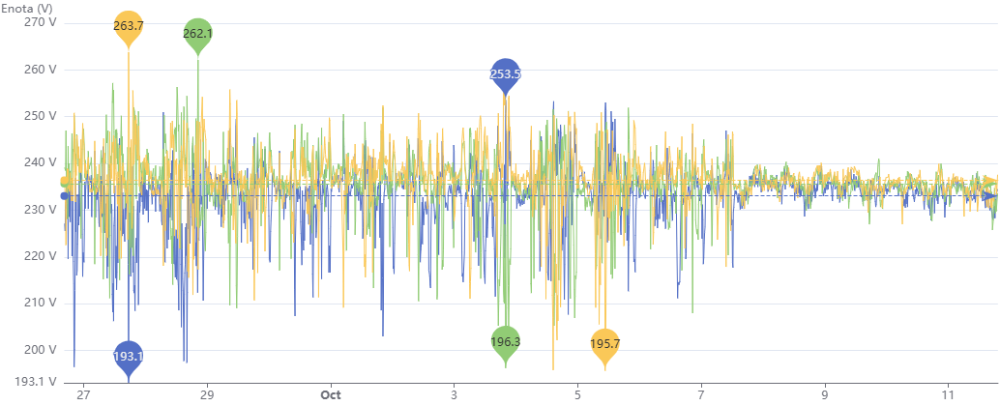 Enota (V)
270 V
260 V
250 V
240 V
230 V
220 V
210 V
200 V
193.1 V
263.7
262.1
253.5
193.1
196.3
195.7
27
29
Oct
3
5
7
9
11